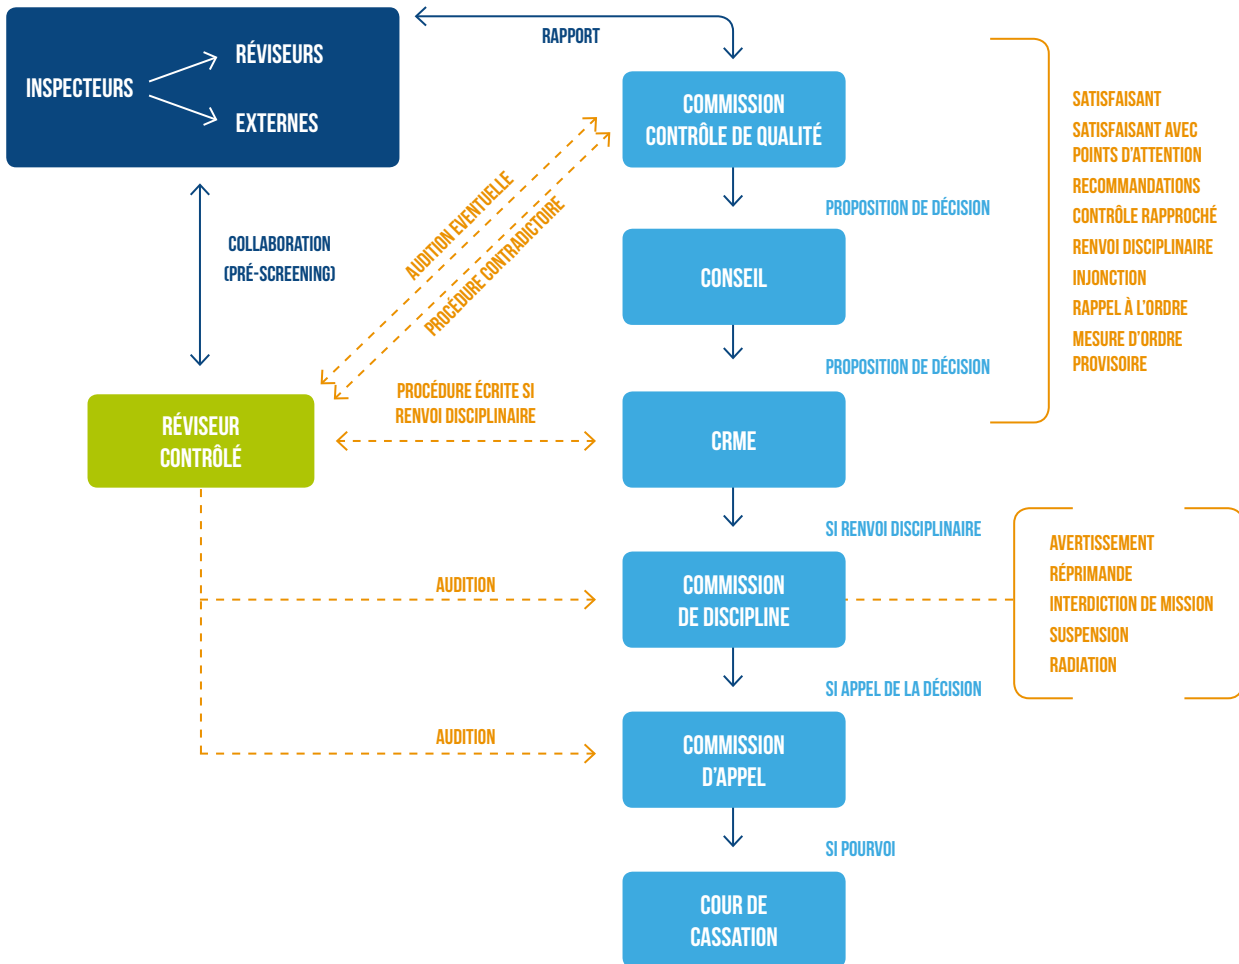 RAPPORT
INSPECTEURS
RÉVISEURS
EXTERNES
COMMISSION
CONTRÔLE DE QUALITÉ
COLLABORATION
(PRÉ-SCREENING)
AUDITION EVENTUELLE
PROCÉDURE CONTRADICTOIRE
PROPOSITION DE DÉCISION
CONSEIL
PROPOSITION DE DÉCISION
SATISFAISANT
SATISFAISANT AVEC
POINTS D'ATTENTION
RECOMMANDATIONS
CONTRÔLE RAPPROCHÉ
RENVOI DISCIPLINAIRE
INJONCTION
RAPPEL À L'ORDRE
MESURE D'ORDRE
PROVISOIRE
RÉVISEUR
CONTRÔLÉ
PROCÉDURE ÉCRITE SI
RENVOI DISCIPLINAIRE
CRME
SI RENVOI DISCIPLINAIRE
AUDITION
COMMISSION
DE DISCIPLINE
AVERTISSEMENT
RÉPRIMANDE
INTERDICTION DE MISSION
SUSPENSION
RADIATION
SI APPEL DE LA DÉCISION
AUDITION
COMMISSION
D'APPEL
SI POURVOI
COUR DE
CASSATION